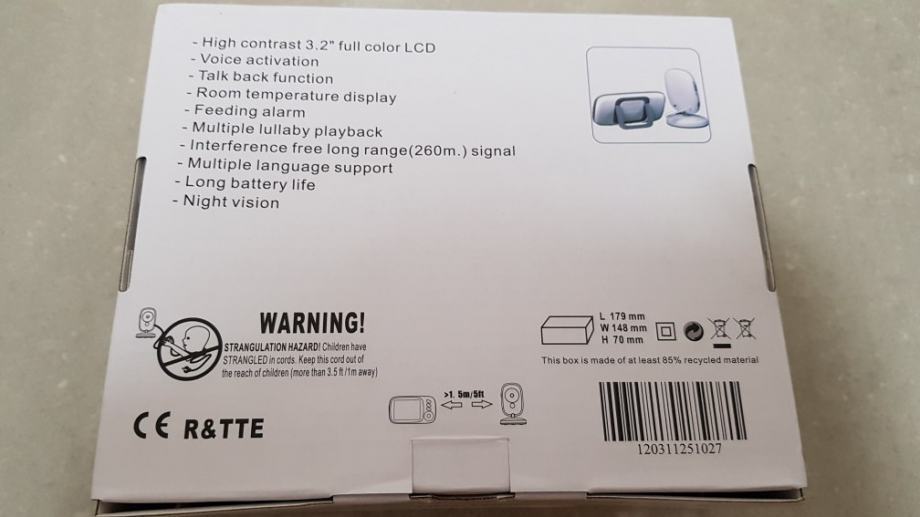 - High contrast 3.2" full color LCD
- Voice activation
- Talk back function
- Room temperature display
- Feeding alarm
- Multiple lullaby playback
- Interference free long range(260m.) signal
- Multiple language support
- Long battery life
- Night vision
WARNING!
STRANGULATION HAZARD! Children have
STRANGLED in cords. Keep this cord out of
the reach of children (more than 3.5 ft /1m away)
L 179 mm
W 148 mm
H 70 mm
This box is made of at least 85% recycled material
>1. 5m/5ft
CE R&TTE
120311251027